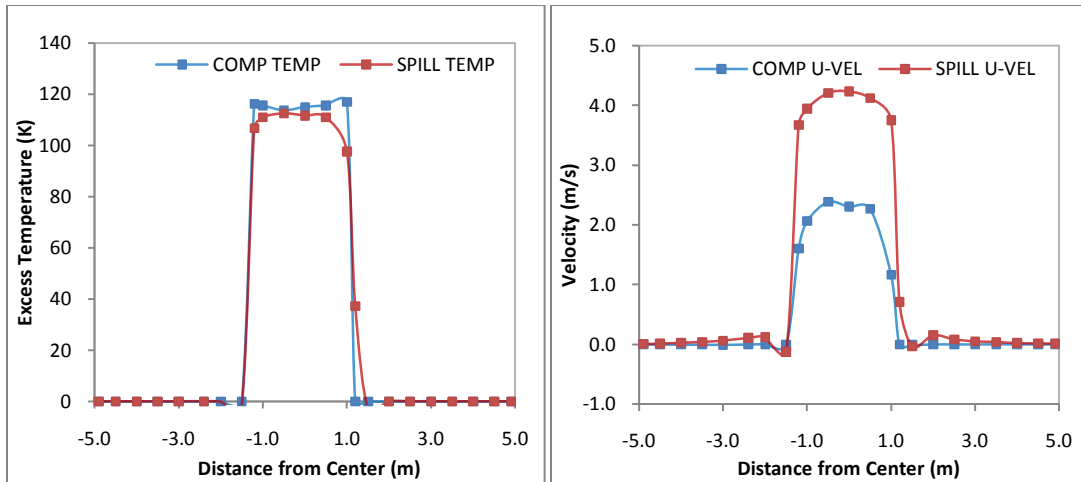 COMP TEMP
SPILL TEMP
Excess Temperature (K)
140
120
100
80
60
40
20
0
-5.0 -3.0 -1.0 1.0 3.0 5.0
Distance from Center (m)
COMP U-VEL
SPILL U-VEL
Velocity (m/s)
5.0
4.0
3.0
2.0
1.0
0.0
-1.0
-5.0 -3.0 -1.0 1.0 3.0 5.0
Distance from Center (m)